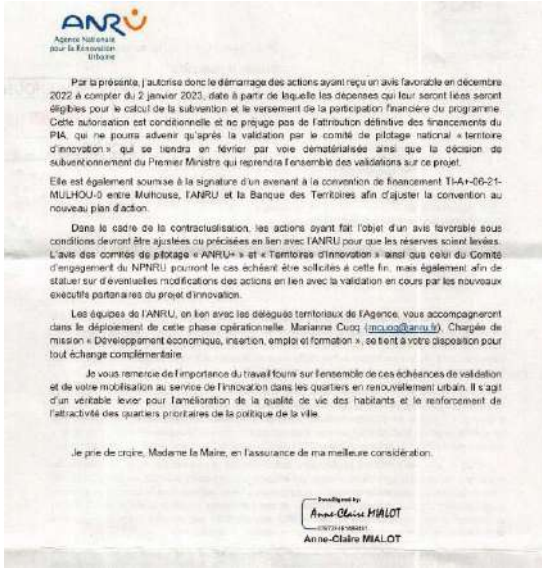 ANRU
Agence Nationale
pour la Rénovation
Urbaine
Par la présente, j'autorise donc le démarrage des actions ayant reçu un avis favorable en décembre
2022 à compter du 2 janvier 2023, date à partir de laquelle les dépenses qui leur seront liées seront
éligibles pour le calcul de la subvention et le versement de la participation financière du programme.
Cette autorisation est conditionnelle et ne préjuge pas de l'attribution définitive des financements du
PIA, qui ne pourra advenir qu'après la validation par le comité de pilotage national « territoire
d'innovation » qui se tiendra en février par voie dématérialisée ainsi que la décision de
subventionnement du Premier Ministre qui reprendra l'ensemble des validations sur ce projet.
Elle est également soumise à la signature d'un avenant à la convention de financement TI-A+-06-21-
MULHOU-0 entre Mulhouse, l'ANRU et la Banque des Territoires afin d'ajuster la convention au
nouveau plan d'action.
Dans le cadre de la contractualisation, les actions ayant fait l'objet d'un avis favorable sous
conditions devront être ajustées ou précisées en lien avec l'ANRU pour que les réserves soient levées.
L'avis des comités de pilotage « ANRU+ » et « Territoires d'Innovation » ainsi que celui du Comité
d'engagement du NPNRU pourront le cas échéant être sollicités à cette fin, mais également afin de
statuer sur d'éventuelles modifications des actions en lien avec la validation en cours par les nouveaux
exécutifs partenaires du projet d'innovation.
Les équipes de l'ANRU, en lien avec les délégués territoriaux de l'Agence, vous accompagneront
dans le déploiement de cette phase opérationnelle. Marianne Cuoq (mcuoq@anru.fr), Chargée de
mission « Développement économique, insertion, emploi et formation », se tient à votre disposition pour
tout échange complémentaire.
Je vous remercie de l'importance du travail fourni sur l'ensemble de ces échéances de validation
et de votre mobilisation au service de l'innovation dans les quartiers en renouvellement urbain. Il s'agit
d'un véritable levier pour l'amélioration de la qualité de vie des habitants et le renforcement de
l'attractivité des quartiers prioritaires de la politique de la ville.
Je prie de croire, Madame la Maire, en l'assurance de ma meilleure considération.
DocuSigned by:
Anne-Claire MIALOT
Anne-Claire MIALOT